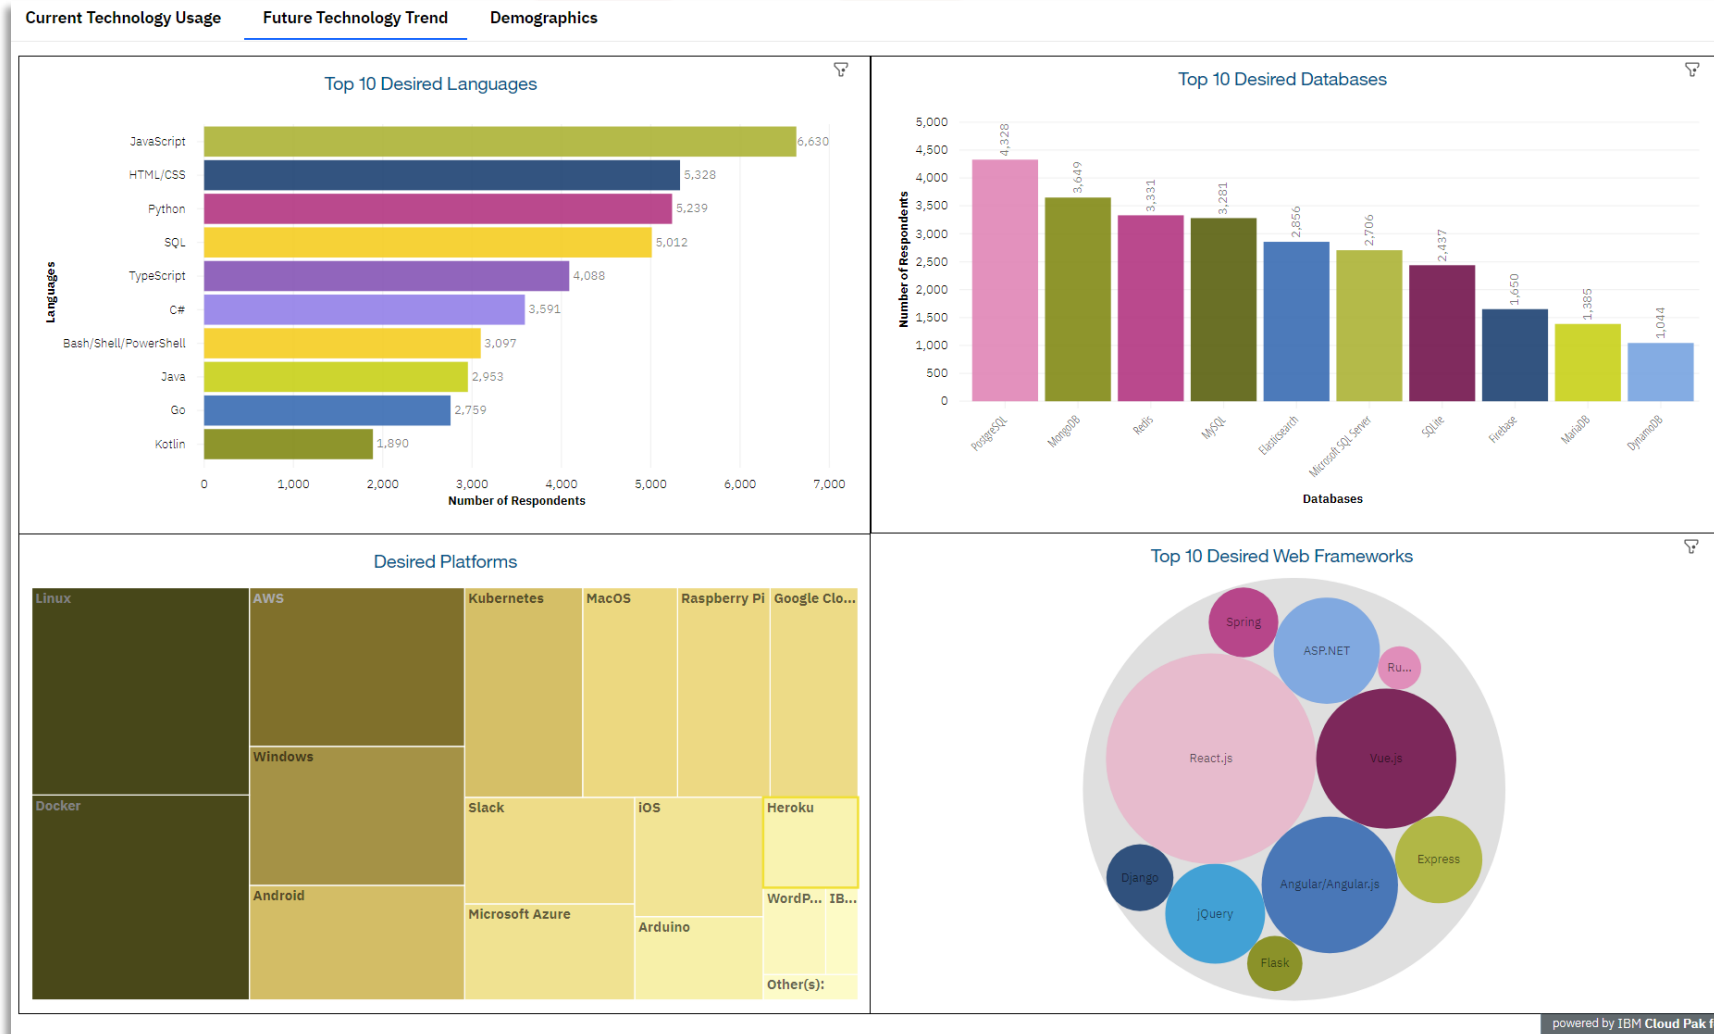 Current Technology Usage
Future Technology Trend
Demographics
Top 10 Desired Languages
Languages
JavaScript 6,630
HTML/CSS 5,328
Python 5,239
SQL 5,012
TypeScript 4,088
C# 3,591
Bash/Shell/PowerShell 3,097
Java 2,953
Go 2,759
Kotlin 1,890
0 1,000 2,000 3,000 4,000 5,000 6,000 7,000
Number of Respondents
Top 10 Desired Databases
Number of Respondents
5,000
4,500
4,000
3,500
3,000
2,500
2,000
1,500
1,000
500
0
4,328 3,649 3,331 3,281 2,856 2,706 2,437 1,650 1,385 1,044
PostgreSQL MongoDB Redis MySQL Elasticsearch Microsoft SQL Server SQLite Firebase MariaDB DynamoDB
Databases
Desired Platforms
Linux
AWS
Kubernetes
MacOS
Raspberry Pi
Google Clo...
Windows
Docker
Slack
iOS
Heroku
Android
WordP...
IB...
Microsoft Azure
Arduino
Other(s):
Top 10 Desired Web Frameworks
Spring
ASP.NET
Ru...
React.js
Vue.js
Express
Django
Angular/Angular.js
jQuery
Flask
powered by IBM Cloud Pak f